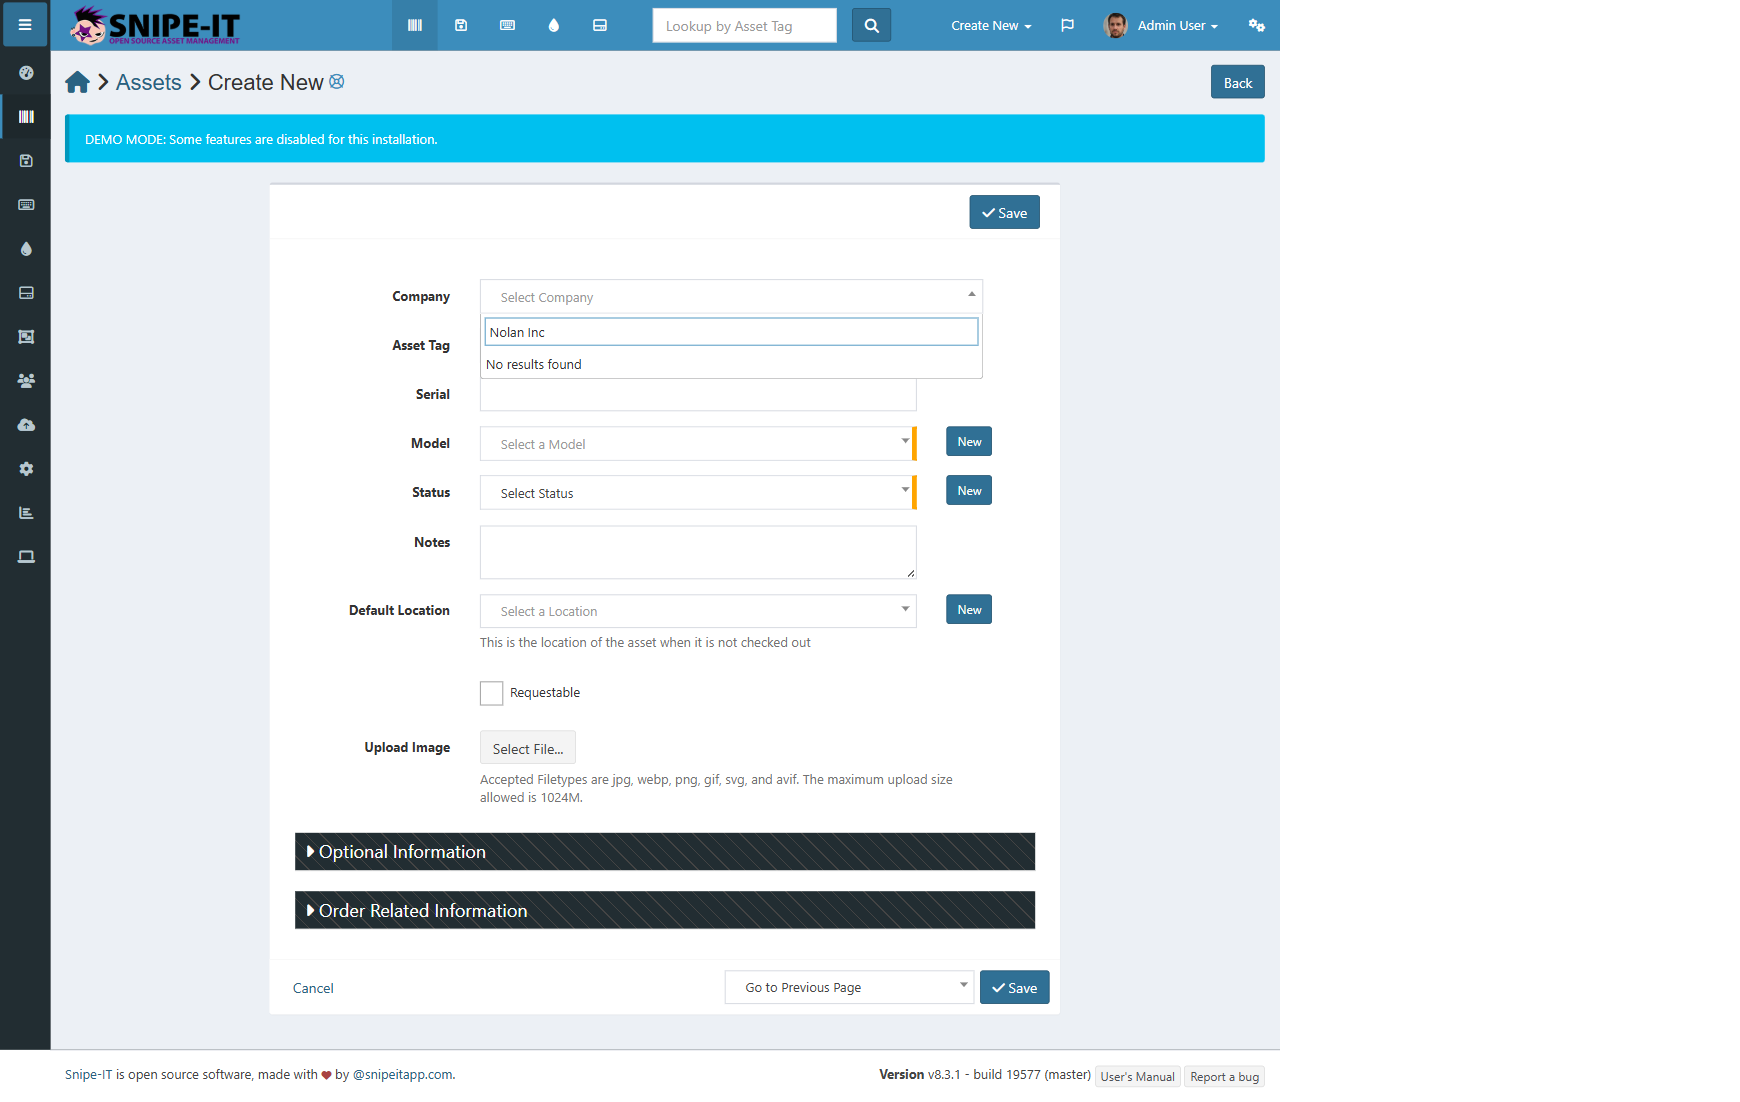 SNIPE-IT
OPEN SOURCE ASSET MANAGEMENT
Lookup by Asset Tag
Create New
Admin User
Assets
Create New
Back
DEMO MODE: Some features are disabled for this installation.
Save
Company
Select Company
Nolan Inc
No results found
Asset Tag
Serial
Model
Select a Model
New
Status
Select Status
New
Notes
Default Location
Select a Location
New
This is the location of the asset when it is not checked out
Requestable
Upload Image
Select File...
Accepted Filetypes are jpg, webp, png, gif, svg, and avif. The maximum upload size
allowed is 1024M.
Optional Information
Order Related Information
Cancel
Go to Previous Page
Save
Snipe-IT is open source software, made with ♥ by @snipeitapp.com.
Version v8.3.1 - build 19577 (master)
User's Manual
Report a bug